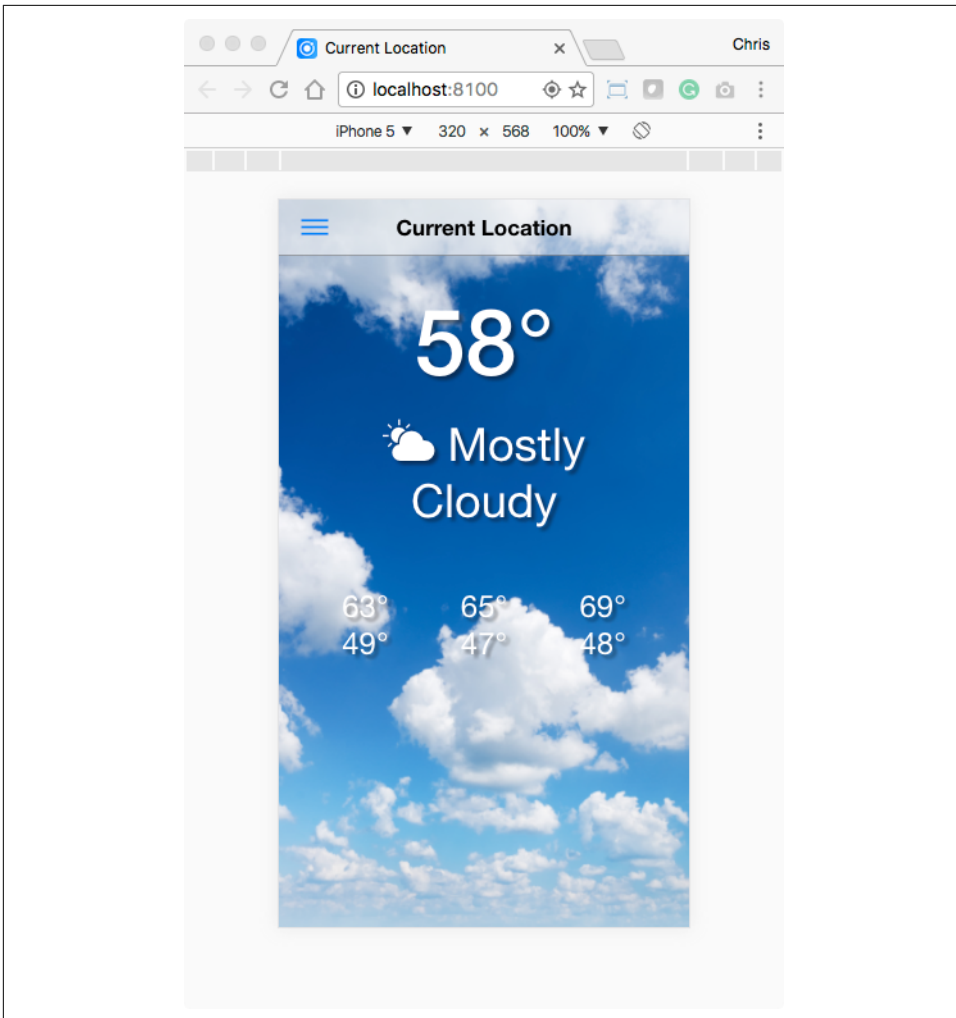 Current Location
Chris
localhost:8100
iPhone 5 ▼ 320 × 568 100% ▼
Current Location
58°
Mostly
Cloudy
63° 65° 69°
49° 47° 48°